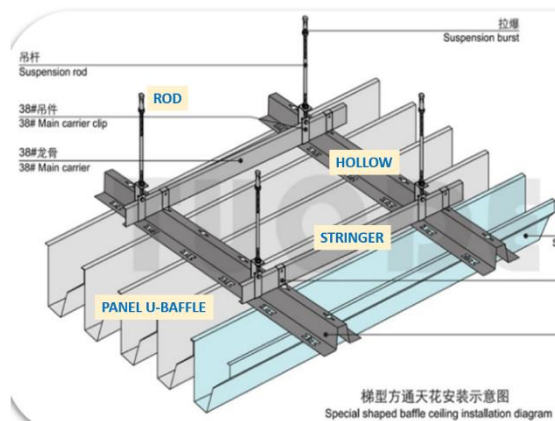 拉爆
Suspension burst
吊杆
Suspension rod
ROD
38#吊件
38# Main carrier clip
38#龙骨
38# Main carrier
HOLLOW
STRINGER
PANEL U-BAFFLE
梯型方通天花安装示意图
Special shaped baffle ceiling installation diagram